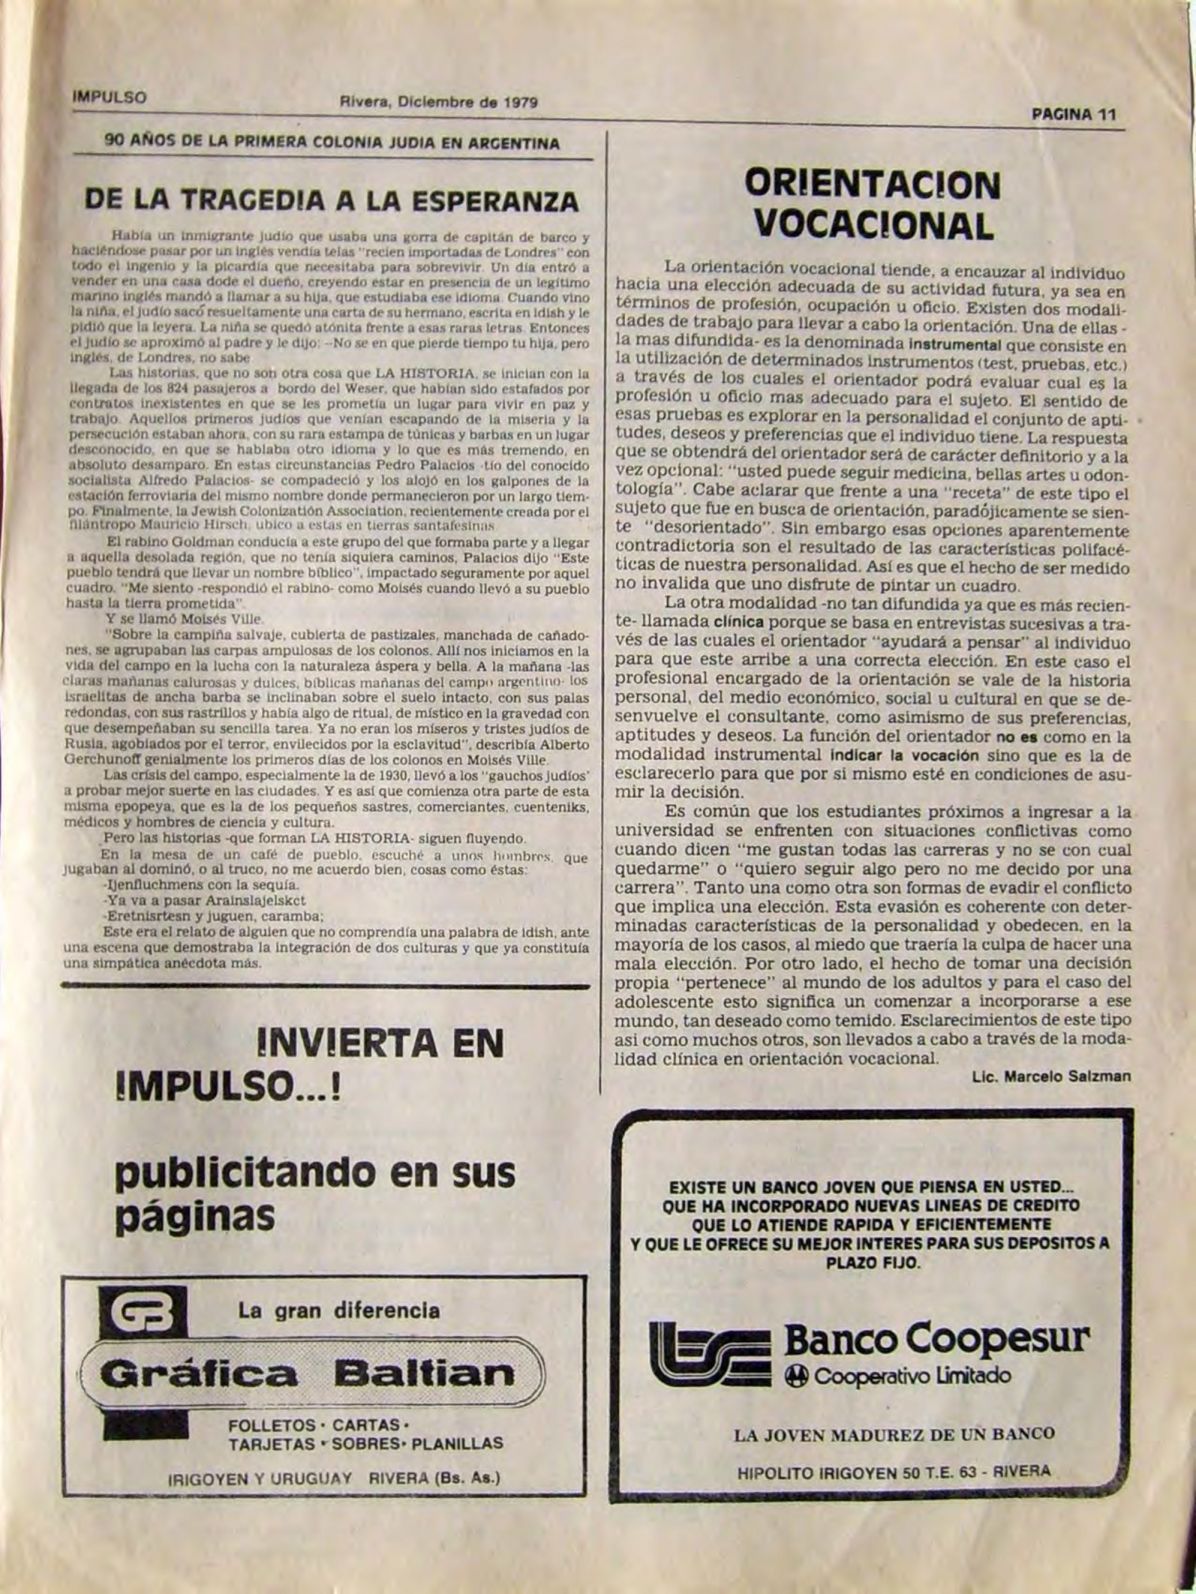 IMPULSO
Rivera, Diciembre de 1979
PAGINA 11
90 AÑOS DE LA PRIMERA COLONIA JUDIA EN ARGENTINA
DE LA TRAGEDIA A LA ESPERANZA
Había un inmigrante judío que usaba una gorra de capitán de barco y
haciéndose pasar por un inglés vendía telas "recien importadas de Londres" con
todo el ingenio y la picardía que necesitaba para sobrevivir. Un día entró a
vender en una casa dode el dueño, creyendo estar en presencia de un legítimo
marino inglés mandó a llamar a su hija, que estudiaba ese idioma. Cuando vino
la niña, el judío sacó resueltamente una carta de su hermano, escrita en idish y le
pidió que la leyera. La niña se quedó atónita frente a esas raras letras. Entonces
el judío se aproximó al padre y le dijo: -No se en que pierde tiempo tu hija, pero
inglés, de Londres, no sabe.
Las historias, que no son otra cosa que LA HISTORIA, se inician con la
llegada de los 824 pasajeros a bordo del Weser, que habían sido estafados por
contratos inexistentes en que se les prometía un lugar para vivir en paz y
trabajo. Aquellos primeros judíos que venían escapando de la miseria y la
persecución estaban ahora, con su rara estampa de túnicas y barbas en un lugar
desconocido, en que se hablaba otro idioma y lo que es más tremendo, en
absoluto desamparo. En estas circunstancias Pedro Palacios -tío del conocido
socialista Alfredo Palacios- se compadeció y los alojó en los galpones de la
estación ferroviaria del mismo nombre donde permanecieron por un largo tiem-
po. Finalmente, la Jewish Colonización Association, recientemente creada por el
filántropo Mauricio Hirsch, ubico a estas en tierras santafesinas.
El rabino Goldman conducía a este grupo del que formaba parte y a llegar
a aquella desolada región, que no tenía siquiera caminos, Palacios dijo "Este
pueblo tendrá que llevar un nombre bíblico", impactado seguramente por aquel
cuadro. "Me siento -respondió el rabino- como Moisés cuando llevó a su pueblo
hasta la tierra prometida".
Y se llamó Moisés Ville.
"Sobre la campiña salvaje, cubierta de pastizales, manchada de cañado-
nes, se agrupaban las carpas ampulosas de los colonos. Allí nos iniciamos en la
vida del campo en la lucha con la naturaleza áspera y bella. A la mañana -las
claras mañanas calurosas y dulces, bíblicas mañanas del campo argentino- los
israelitas de ancha barba se inclinaban sobre el suelo intacto, con sus palas
redondas, con sus rastrillos y había algo de ritual, de místico en la gravedad con
que desempeñaban su sencilla tarea. Ya no eran los míseros y tristes judíos de
Rusia, agobiados por el terror, envilecidos por la esclavitud", describía Alberto
Gerchunoff genialmente los primeros días de los colonos en Moisés Ville.
Las crisis del campo, especialmente la de 1930, llevó a los "gauchos judíos'
a probar mejor suerte en las ciudades. Y es así que comienza otra parte de esta
misma epopeya, que es la de los pequeños sastres, comerciantes, cuenteniks,
médicos y hombres de ciencia y cultura.
Pero las historias -que forman LA HISTORIA- siguen fluyendo.
En la mesa de un café de pueblo, escuché a unos hombres, que
jugaban al dominó, o al truco, no me acuerdo bien, cosas como éstas:
-Ijenfluchmens con la sequía.
-Ya va a pasar Arainslajelskct
-Eretnisrtesn y juguen, caramba;
Este era el relato de alguien que no comprendía una palabra de idish, ante
una escena que demostraba la integración de dos culturas y que ya constituía
una simpática anécdota más.
INVIERTA EN
IMPULSO...!
publicitando en sus
páginas
GB
La gran diferencia
Gráfica Baltian
FOLLETOS · CARTAS ·
TARJETAS · SOBRES · PLANILLAS
IRIGOYEN Y URUGUAY RIVERA (Bs. As.)
ORIENTACION
VOCACIONAL
La orientación vocacional tiende, a encauzar al individuo
hacia una elección adecuada de su actividad futura, ya sea en
términos de profesión, ocupación u oficio. Existen dos modali-
dades de trabajo para llevar a cabo la orientación. Una de ellas -
la mas difundida- es la denominada instrumental que consiste en
la utilización de determinados instrumentos (test, pruebas, etc.)
a través de los cuales el orientador podrá evaluar cual es la
profesión u oficio mas adecuado para el sujeto. El sentido de
esas pruebas es explorar en la personalidad el conjunto de apti-
tudes, deseos y preferencias que el individuo tiene. La respuesta
que se obtendrá del orientador será de carácter definitorio y a la
vez opcional: "usted puede seguir medicina, bellas artes u odon-
tología". Cabe aclarar que frente a una "receta" de este tipo el
sujeto que fue en busca de orientación, paradójicamente se sien-
te "desorientado". Sin embargo esas opciones aparentemente
contradictoria son el resultado de las características polifacé-
ticas de nuestra personalidad. Así es que el hecho de ser medido
no invalida que uno disfrute de pintar un cuadro.
La otra modalidad -no tan difundida ya que es más recien-
te- llamada clínica porque se basa en entrevistas sucesivas a tra-
vés de las cuales el orientador "ayudará a pensar" al individuo
para que este arribe a una correcta elección. En este caso el
profesional encargado de la orientación se vale de la historia
personal, del medio económico, social u cultural en que se de-
senvuelve el consultante, como asimismo de sus preferencias,
aptitudes y deseos. La función del orientador no es como en la
modalidad instrumental indicar la vocación sino que es la de
esclarecerlo para que por si mismo esté en condiciones de asu-
mir la decisión.
Es común que los estudiantes próximos a ingresar a la
universidad se enfrenten con situaciones conflictivas como
cuando dicen "me gustan todas las carreras y no se con cual
quedarme" o "quiero seguir algo pero no me decido por una
carrera". Tanto una como otra son formas de evadir el conflicto
que implica una elección. Esta evasión es coherente con deter-
minadas características de la personalidad y obedecen, en la
mayoría de los casos, al miedo que traería la culpa de hacer una
mala elección. Por otro lado, el hecho de tomar una decisión
propia "pertenece" al mundo de los adultos y para el caso del
adolescente esto significa un comenzar a incorporarse a ese
mundo, tan deseado como temido. Esclarecimientos de este tipo
asi como muchos otros, son llevados a cabo a través de la moda-
lidad clínica en orientación vocacional.
Lic. Marcelo Salzman
EXISTE UN BANCO JOVEN QUE PIENSA EN USTED...
QUE HA INCORPORADO NUEVAS LINEAS DE CREDITO
QUE LO ATIENDE RAPIDA Y EFICIENTEMENTE
Y QUE LE OFRECE SU MEJOR INTERES PARA SUS DEPOSITOS A
PLAZO FIJO.
Banco Coopesur
Cooperativo Limitado
LA JOVEN MADUREZ DE UN BANCO
HIPOLITO IRIGOYEN 50 T.E. 63 - RIVERA